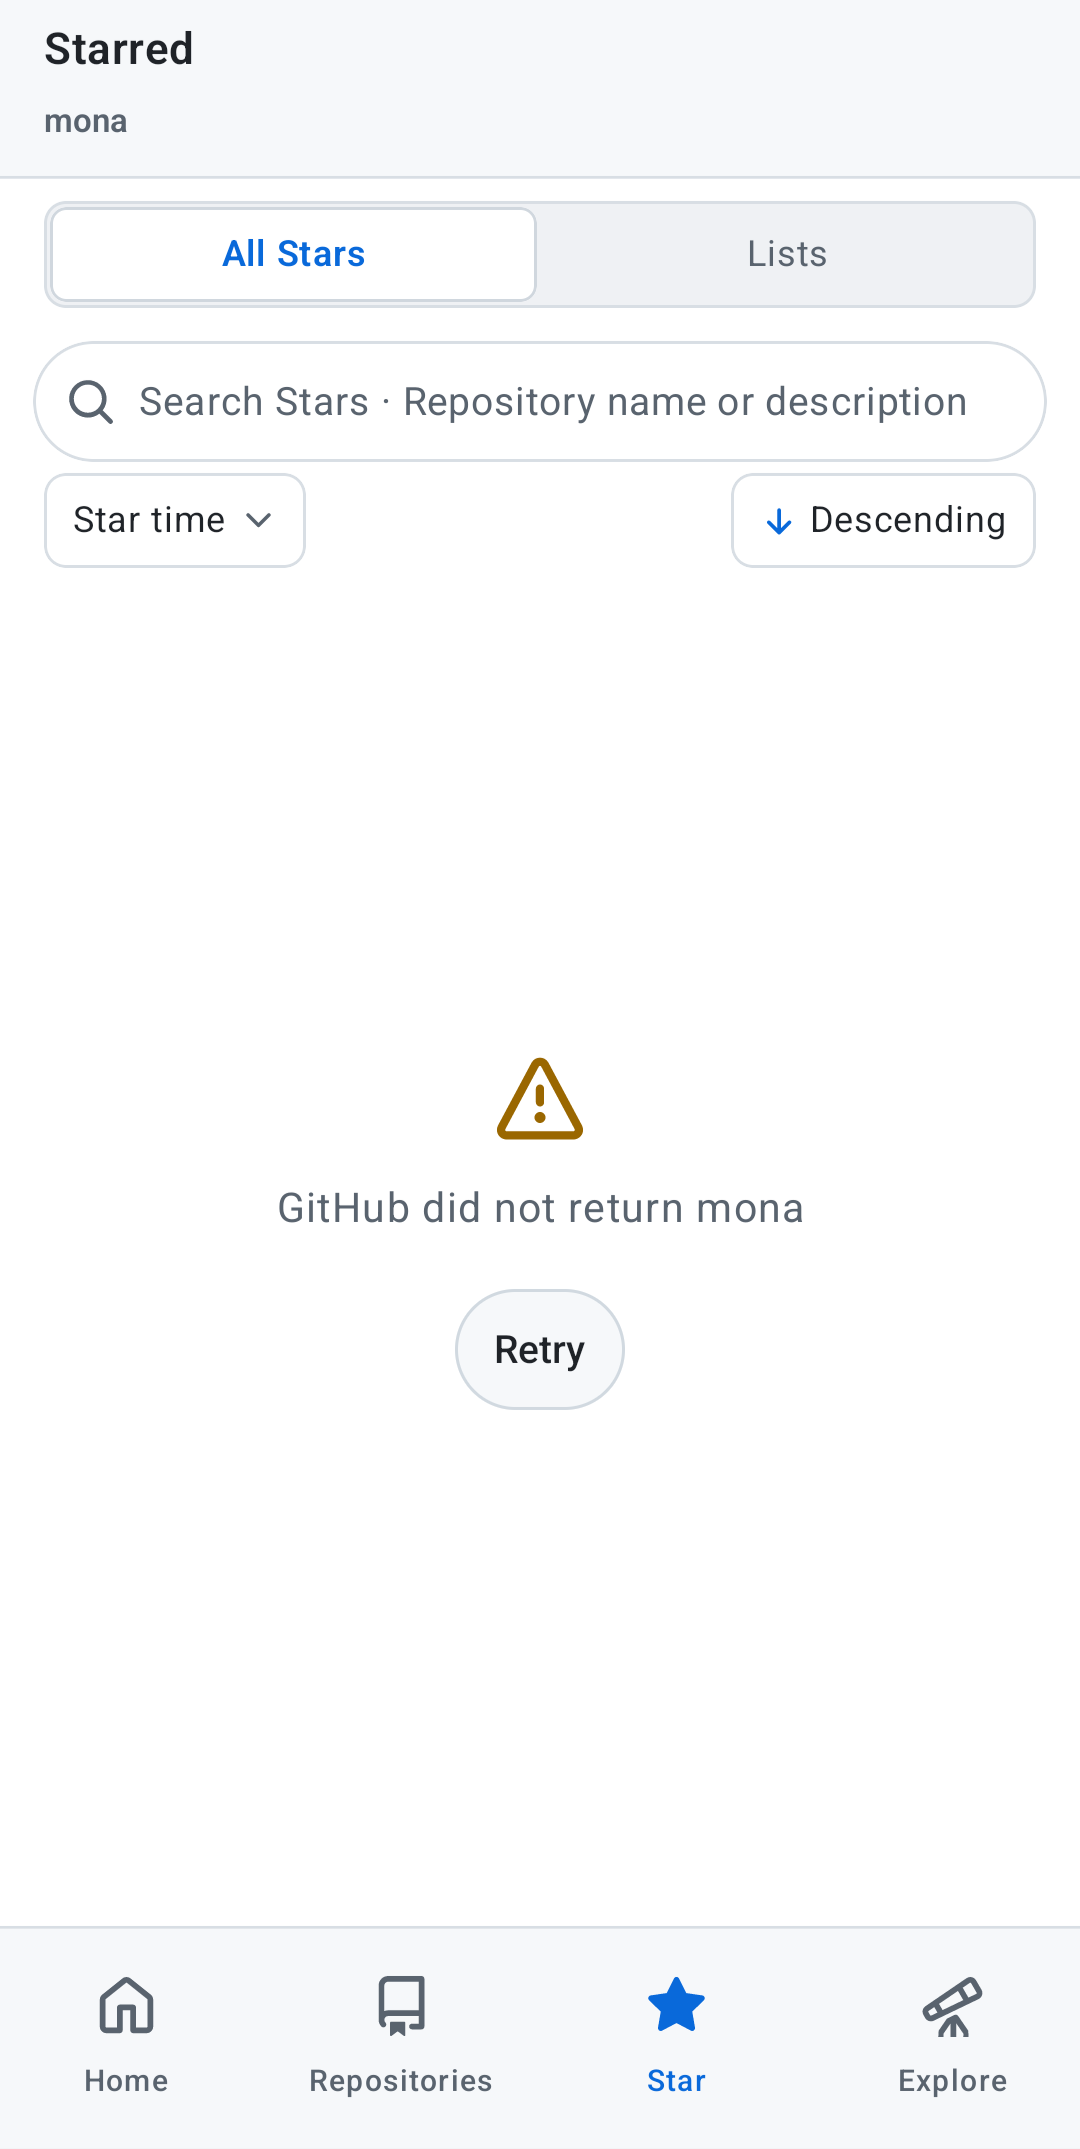 Starred
mona
All Stars
Lists
Search Stars · Repository name or description
Star time
Descending
GitHub did not return mona
Retry
Home
Repositories
Star
Explore